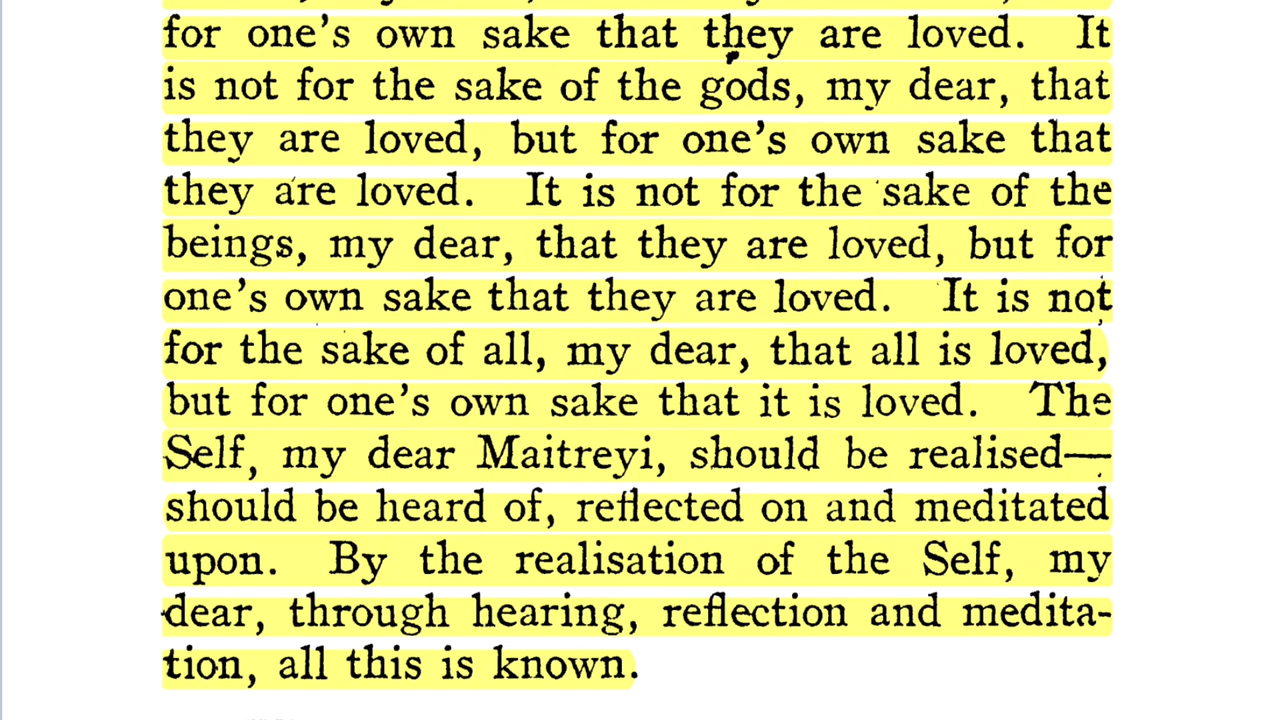 for one's own sake that they are loved. It
is not for the sake of the gods, my dear, that
they are loved, but for one's own sake that
they are loved. It is not for the sake of the
beings, my dear, that they are loved, but for
one's own sake that they are loved. It is not
for the sake of all, my dear, that all is loved,
but for one's own sake that it is loved. The
Self, my dear Maitreyi, should be realised—
should be heard of, reflected on and meditated
upon. By the realisation of the Self, my
dear, through hearing, reflection and medita-
tion, all this is known.